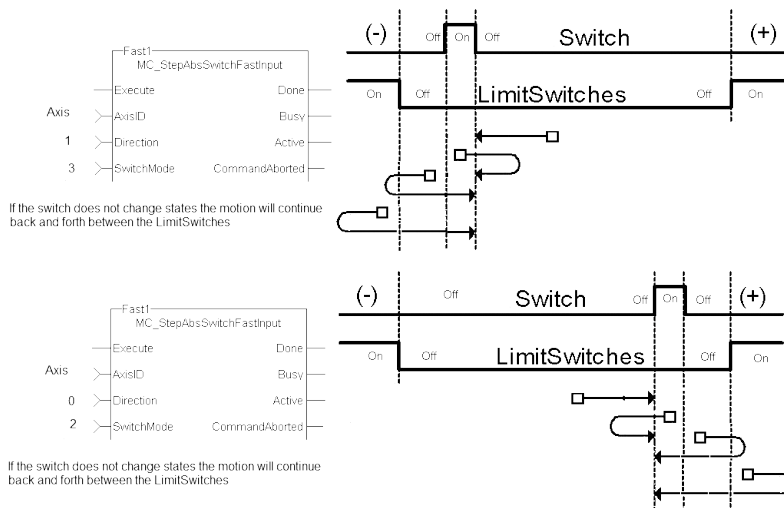 (-) Off On Off Switch (+)
On Off LimitSwitches Off On
Fast1
MC_StepAbsSwitchFastInput
Execute Done
Axis AxisID Busy
1 Direction Active
3 SwitchMode CommandAborted
If the switch does not change states the motion will continue
back and forth between the LimitSwitches
(-) Off Switch Off On Off (+)
On Off LimitSwitches Off On
Fast1
MC_StepAbsSwitchFastInput
Execute Done
Axis AxisID Busy
0 Direction Active
2 SwitchMode CommandAborted
If the switch does not change states the motion will continue
back and forth between the LimitSwitches